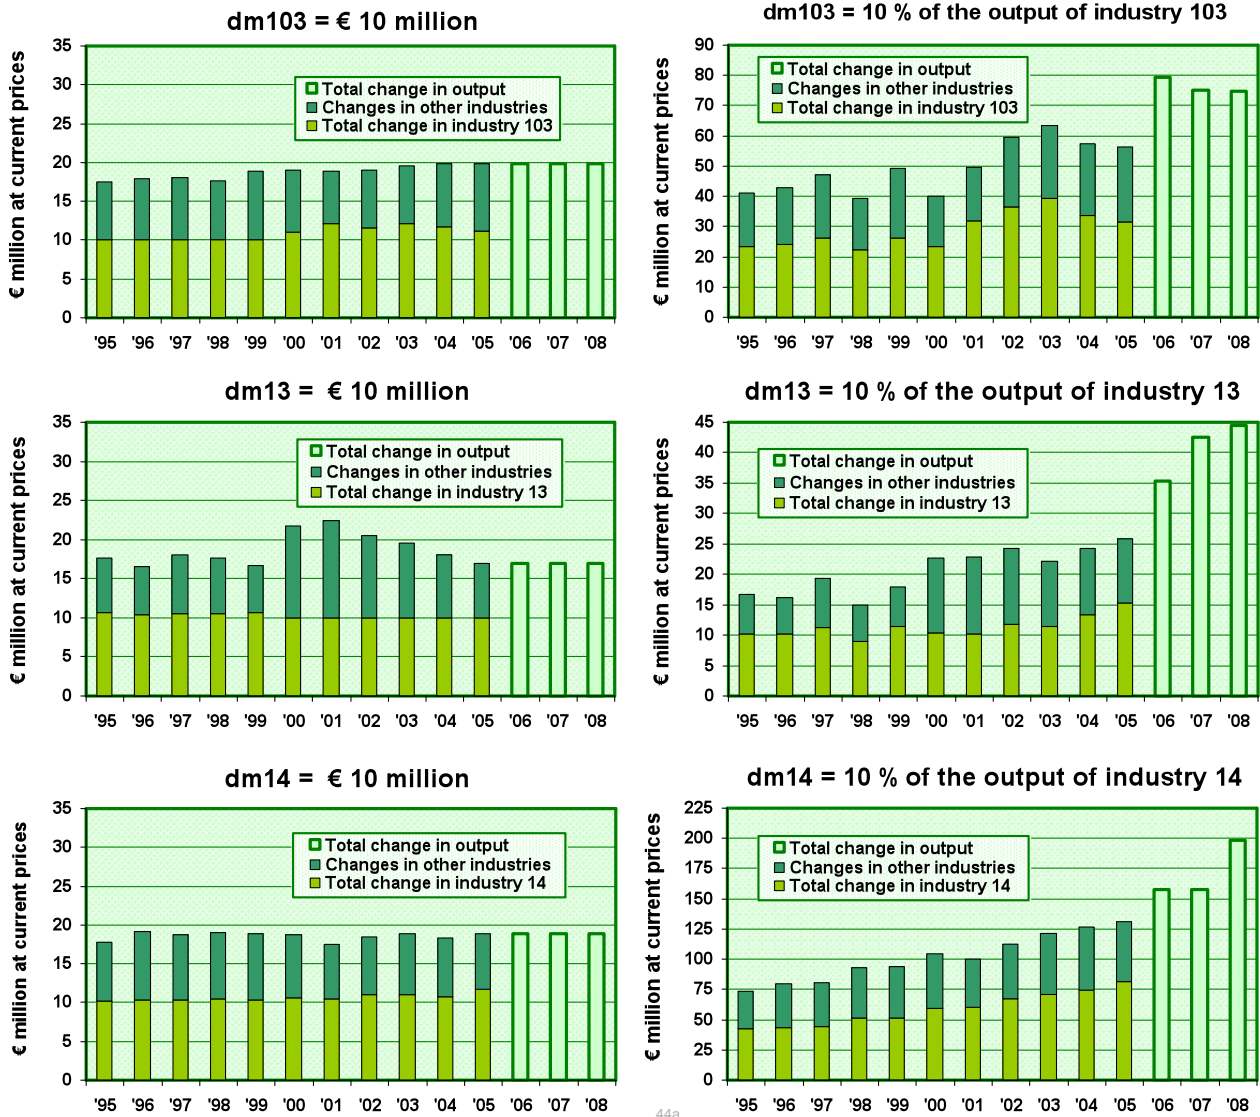 dm103 = € 10 million
€ million at current prices
35
30
25
20
15
10
5
0
Total change in output
Changes in other industries
Total change in industry 103
'95 '96 '97 '98 '99 '00 '01 '02 '03 '04 '05 '06 '07 '08
dm103 = 10 % of the output of industry 103
€ million at current prices
90
80
70
60
50
40
30
20
10
0
Total change in output
Changes in other industries
Total change in industry 103
'95 '96 '97 '98 '99 '00 '01 '02 '03 '04 '05 '06 '07 '08
dm13 = € 10 million
€ million at current prices
35
30
25
20
15
10
5
0
Total change in output
Changes in other industries
Total change in industry 13
'95 '96 '97 '98 '99 '00 '01 '02 '03 '04 '05 '06 '07 '08
dm13 = 10 % of the output of industry 13
€ million at current prices
45
40
35
30
25
20
15
10
5
0
Total change in output
Changes in other industries
Total change in industry 13
'95 '96 '97 '98 '99 '00 '01 '02 '03 '04 '05 '06 '07 '08
dm14 = € 10 million
€ million at current prices
35
30
25
20
15
10
5
0
Total change in output
Changes in other industries
Total change in industry 14
'95 '96 '97 '98 '99 '00 '01 '02 '03 '04 '05 '06 '07 '08
dm14 = 10 % of the output of industry 14
€ million at current prices
225
200
175
150
125
100
75
50
25
0
Total change in output
Changes in other industries
Total change in industry 14
'95 '96 '97 '98 '99 '00 '01 '02 '03 '04 '05 '06 '07 '08
44a